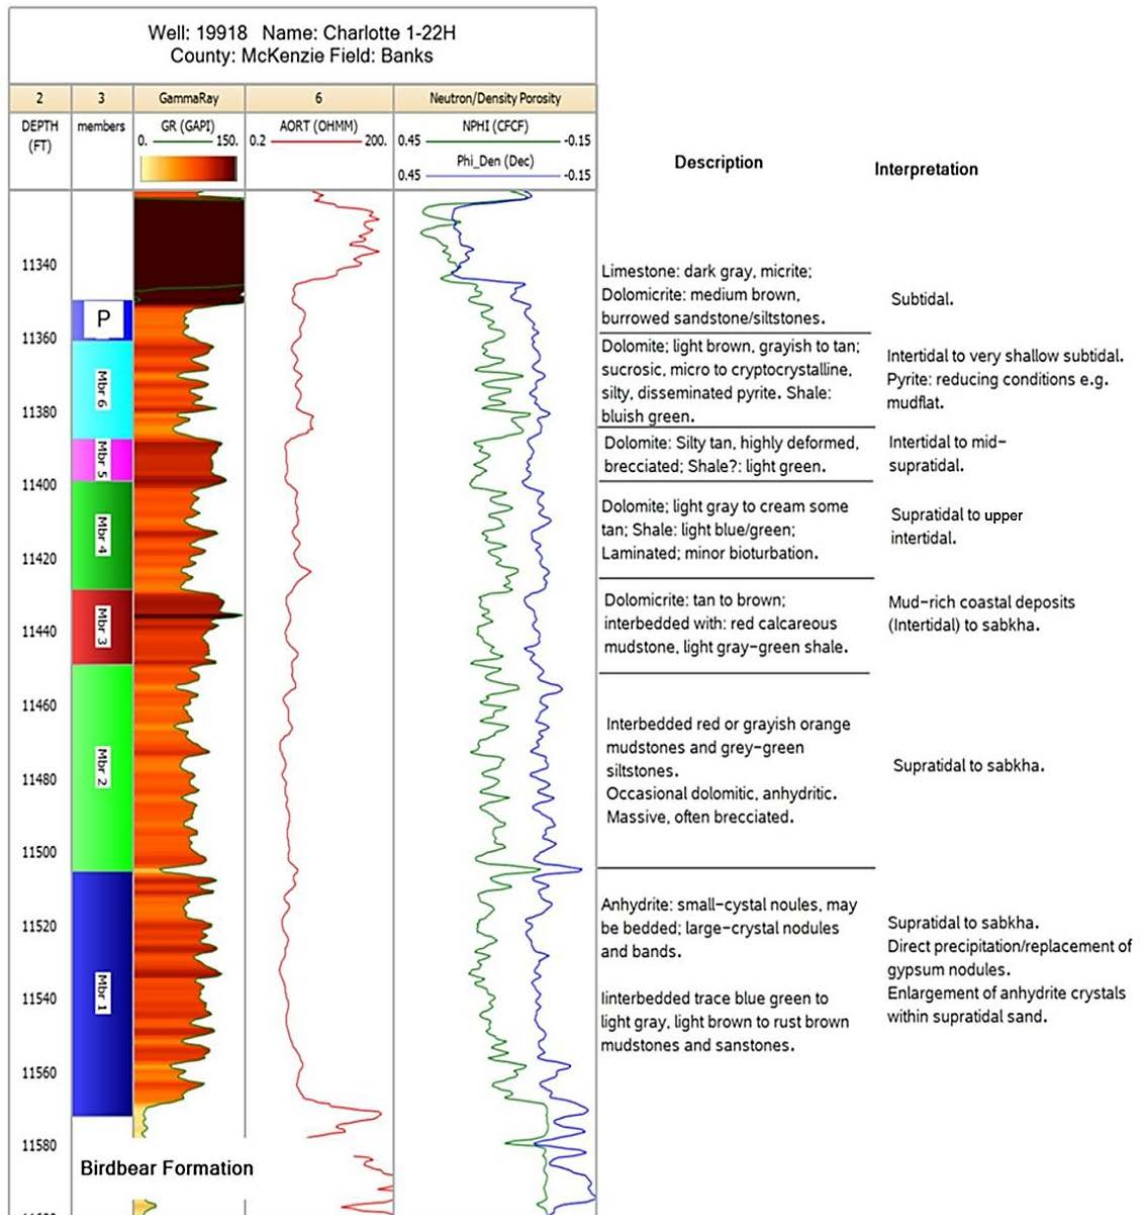 Well: 19918   Name: Charlotte 1-22H
County: McKenzie Field: Banks
2
3
GammaRay
6
Neutron/Density Porosity
DEPTH
(FT)
members
GR (GAPI)
0.
150.
AORT (OHMM)
0.2
200.
NPHI (CFCF)
0.45
-0.15
Phi_Den (Dec)
0.45
-0.15
Description
Interpretation
11340
11360
11380
11400
11420
11440
11460
11480
11500
11520
11540
11560
11580
P
Mbr 6
Mbr 5
Mbr 4
Mbr 3
Mbr 2
Mbr 1
Birdbear Formation
Limestone: dark gray, micrite;
Dolomicrite: medium brown,
burrowed sandstone/siltstones.
Subtidal.
Dolomite; light brown, grayish to tan;
sucrosic, micro to cryptocrystalline,
silty, disseminated pyrite. Shale:
bluish green.
Intertidal to very shallow subtidal.
Pyrite: reducing conditions e.g.
mudflat.
Dolomite: Silty tan, highly deformed,
brecciated; Shale?: light green.
Intertidal to mid-
supratidal.
Dolomite; light gray to cream some
tan; Shale: light blue/green;
Laminated; minor bioturbation.
Supratidal to upper
intertidal.
Dolomicrite: tan to brown;
interbedded with: red calcareous
mudstone, light gray-green shale.
Mud-rich coastal deposits
(Intertidal) to sabkha.
Interbedded red or grayish orange
mudstones and grey-green
siltstones.
Occasional dolomitic, anhydritic.
Massive, often brecciated.
Supratidal to sabkha.
Anhydrite: small-cystal noules, may
be bedded; large-crystal nodules
and bands.
Iinterbedded trace blue green to
light gray, light brown to rust brown
mudstones and sanstones.
Supratidal to sabkha.
Direct precipitation/replacement of
gypsum nodules.
Enlargement of anhydrite crystals
within supratidal sand.